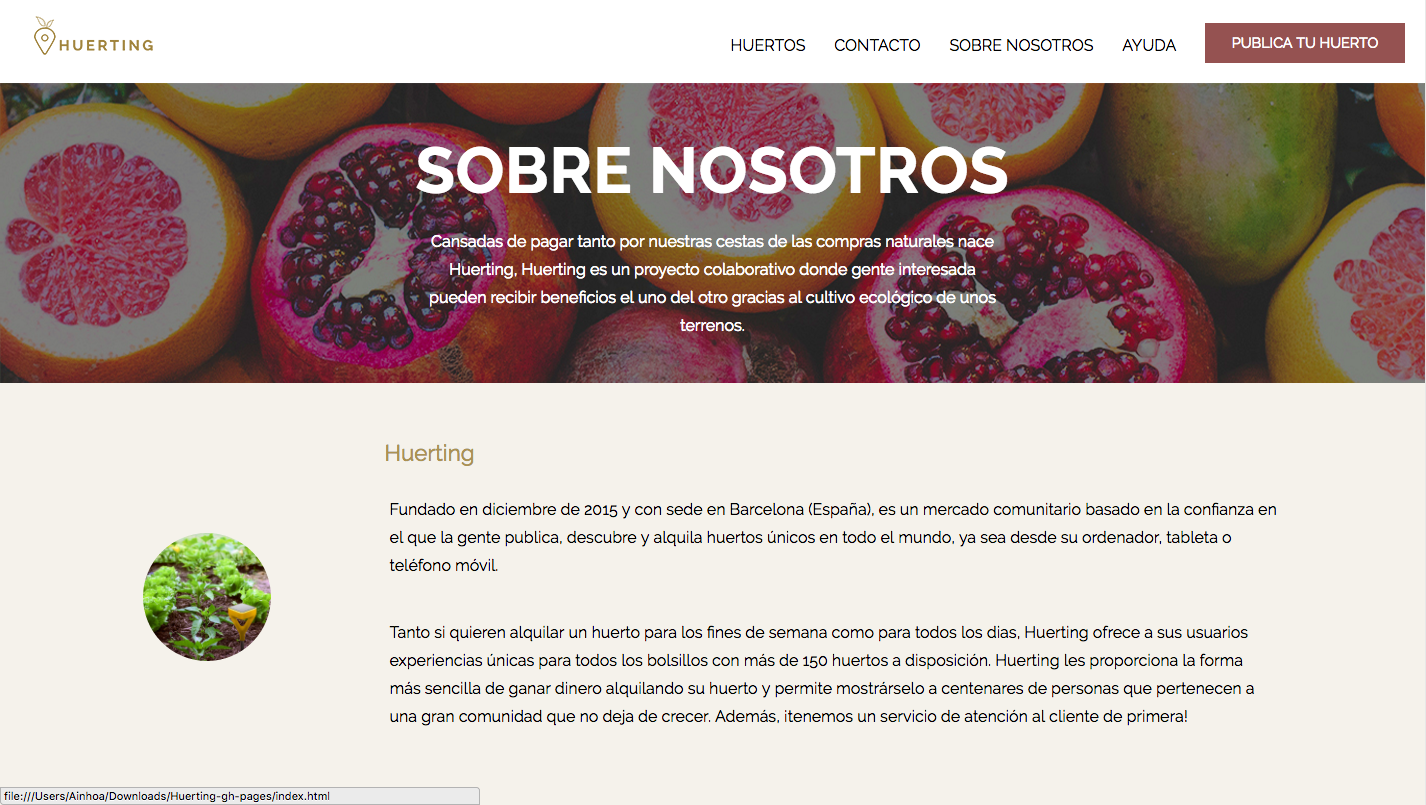 HUERTING
HUERTOS CONTACTO SOBRE NOSOTROS AYUDA PUBLICA TU HUERTO
SOBRE NOSOTROS
Cansadas de pagar tanto por nuestras cestas de las compras naturales nace
Huerting, Huerting es un proyecto colaborativo donde gente interesada
pueden recibir beneficios el uno del otro gracias al cultivo ecológico de unos
terrenos.
Huerting
Fundado en diciembre de 2015 y con sede en Barcelona (España), es un mercado comunitario basado en la confianza en
el que la gente publica, descubre y alquila huertos únicos en todo el mundo, ya sea desde su ordenador, tableta o
teléfono móvil.
Tanto si quieren alquilar un huerto para los fines de semana como para todos los dias, Huerting ofrece a sus usuarios
experiencias únicas para todos los bolsillos con más de 150 huertos a disposición. Huerting les proporciona la forma
más sencilla de ganar dinero alquilando su huerto y permite mostrárselo a centenares de personas que pertenecen a
una gran comunidad que no deja de crecer. Además, ¡tenemos un servicio de atención al cliente de primera!
file:///Users/Ainhoa/Downloads/Huerting-gh-pages/index.html